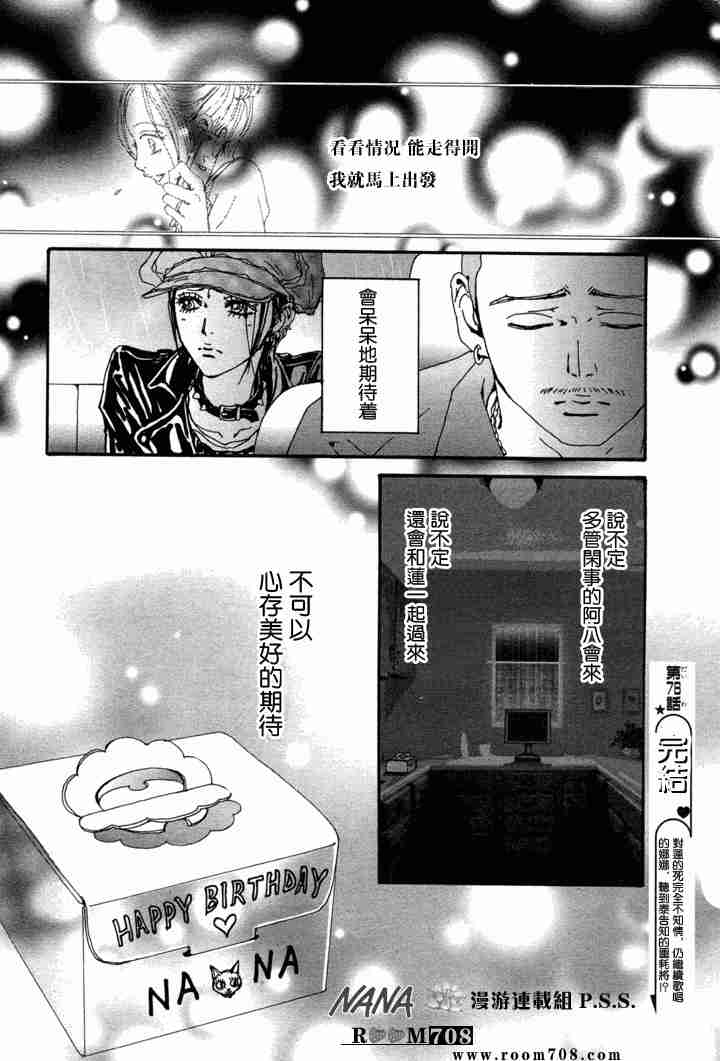 看看情況 能走得開
我就馬上出發
會呆呆地期待着
說不定
多管閑事的阿八會來
說不定
還會和蓮一起過來
不可以
心存美好的期待
HAPPY BIRTHDAY
NA NA
第78話
完結
對蓮的死完全不知情，仍繼續歌唱
的娜娜，聽到泰告知的噩耗將!?
NANA 漫游連載組 P.S.S.
ROOM708
www.room708.com